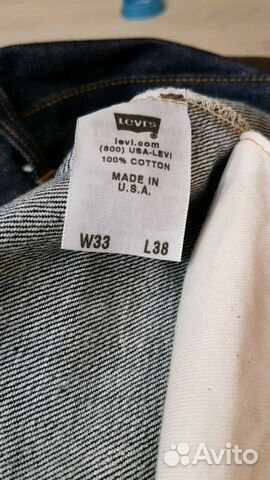 LEVI'S
levi.com
(800) USA-LEVI
100% COTTON
MADE IN
U.S.A.
W33 L38
Avito